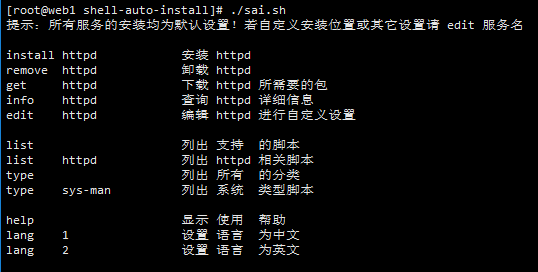 [root@web1 shell-auto-install]# ./sai.sh
提示: 所有服务的安装均为默认设置! 若自定义安装位置或其它设置请 edit 服务名
install httpd 安装 httpd
remove httpd 卸载 httpd
get httpd 下载 httpd 所需要的包
info httpd 查询 httpd 详细信息
edit httpd 编辑 httpd 进行自定义设置
list 列出 支持 的脚本
list httpd 列出 httpd 相关脚本
type 列出 所有 的分类
type sys-man 列出 系统 类型脚本
help 显示 使用 帮助
lang 1 设置 语言 为中文
lang 2 设置 语言 为英文